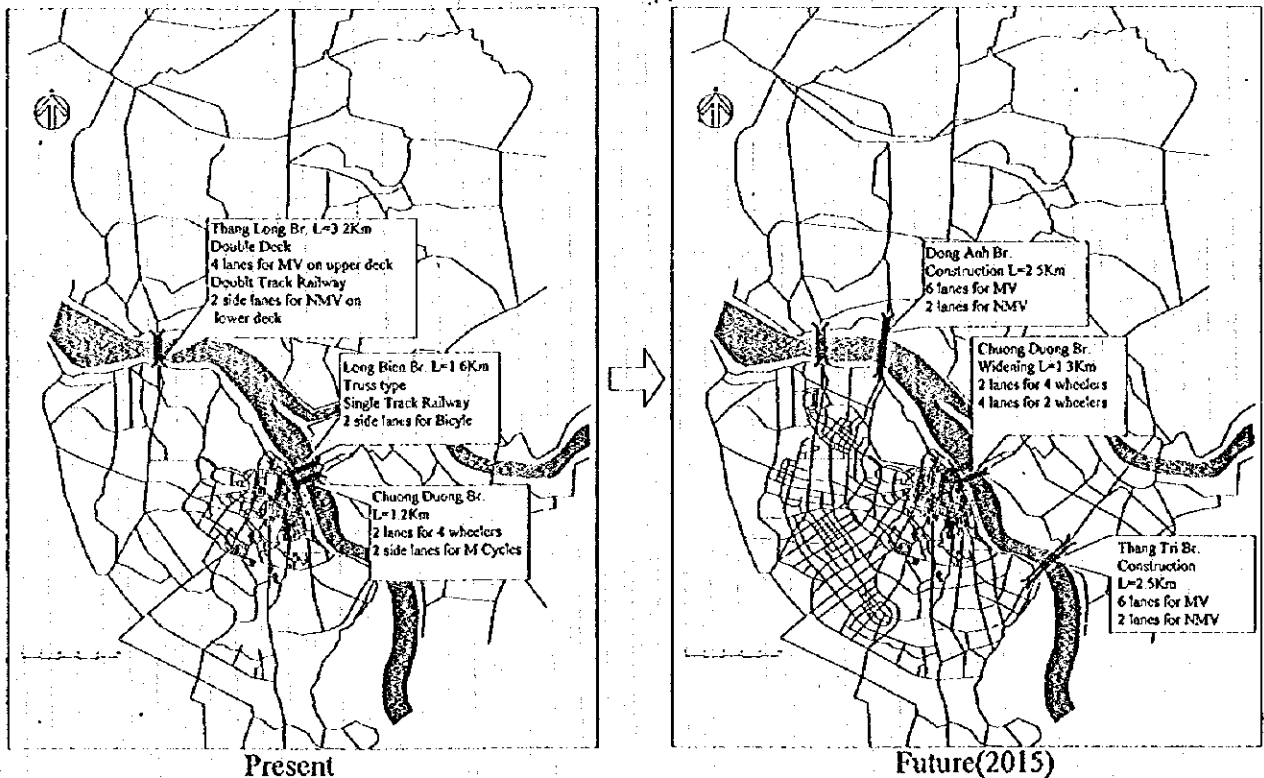 Thang Long Br. L=3.2Km
Double Deck
4 lanes for MV on upper deck
Doublt Track Railway
2 side lanes for NMV on
lower deck
Long Bien Br. L=1.6Km
Truss type
Single Track Railway
2 side lanes for Bicyle
Chuong Duong Br.
L=1.2Km
2 lanes for 4 wheelers
2 side lanes for M Cycles
Present
Dong Anh Br.
Construction L=2.5Km
6 lanes for MV
2 lanes for NMV
Chuong Duong Br.
Widening L=1.3Km
2 lanes for 4 wheelers
4 lanes for 2 wheelers
Thang Tri Br.
Construction
L=2.5Km
6 lanes for MV
2 lanes for NMV
Future(2015)